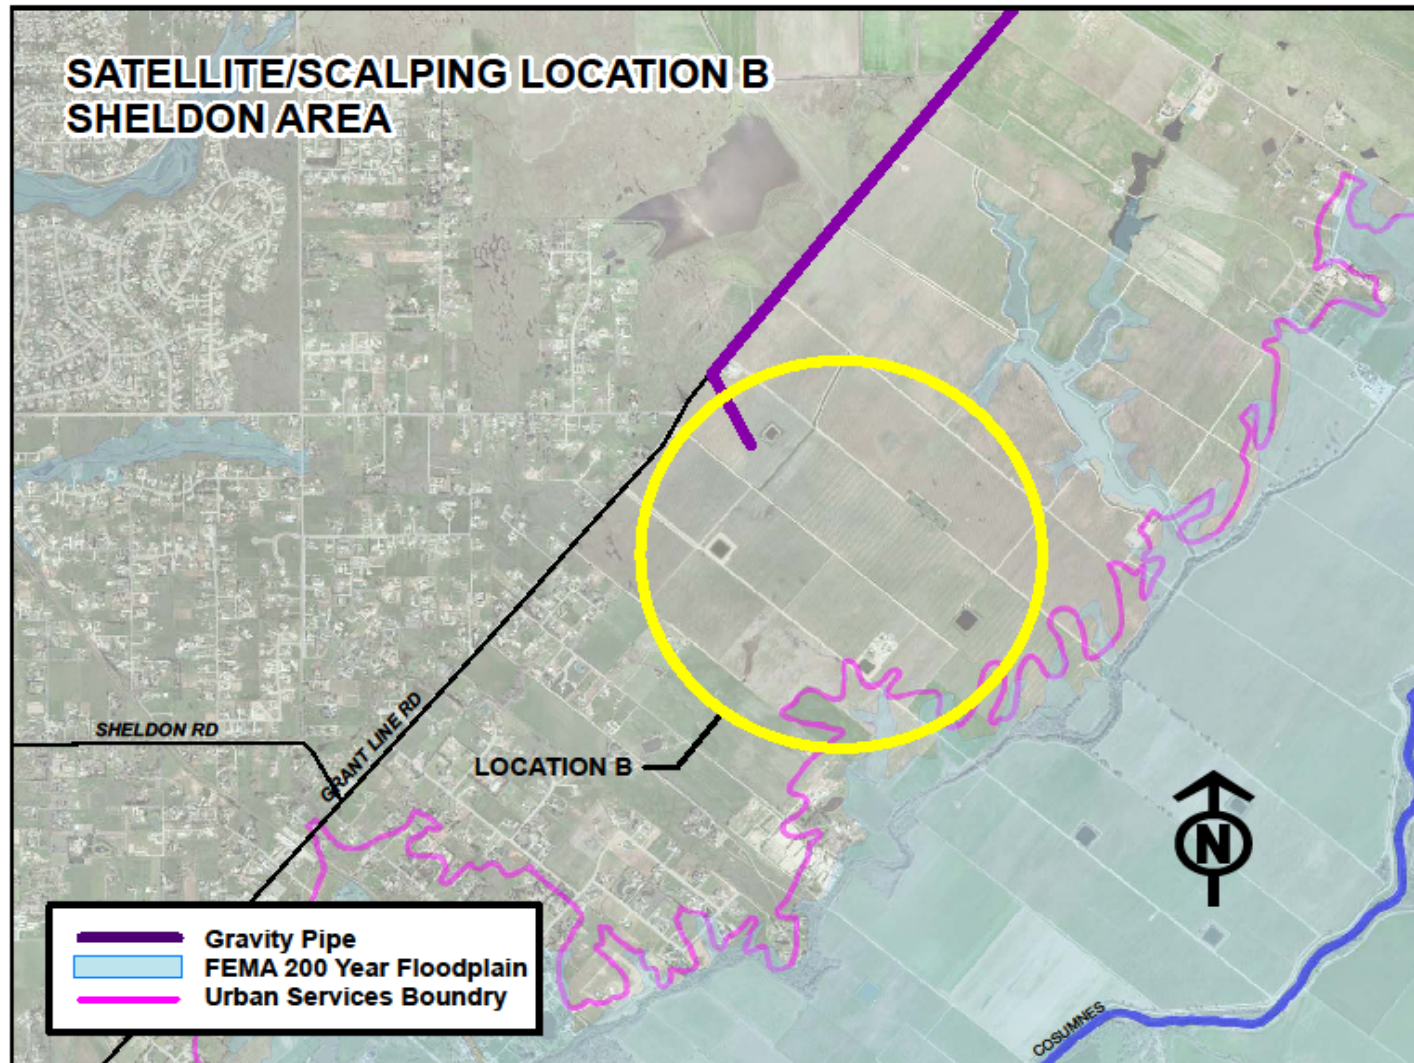 SATELLITE/SCALPING LOCATION B
SHELDON AREA
SHELDON RD
GRANT LINE RD
LOCATION B
N
COSUMNES
Gravity Pipe
FEMA 200 Year Floodplain
Urban Services Boundry